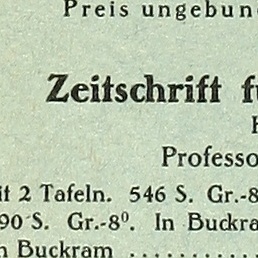 Preis ungebun
Zeitschrift f
Professo
it 2 Tafeln. 546 S. Gr.-8
90 S. Gr.-8⁰. In Buckra
n Buckram . . . . . . . . . .